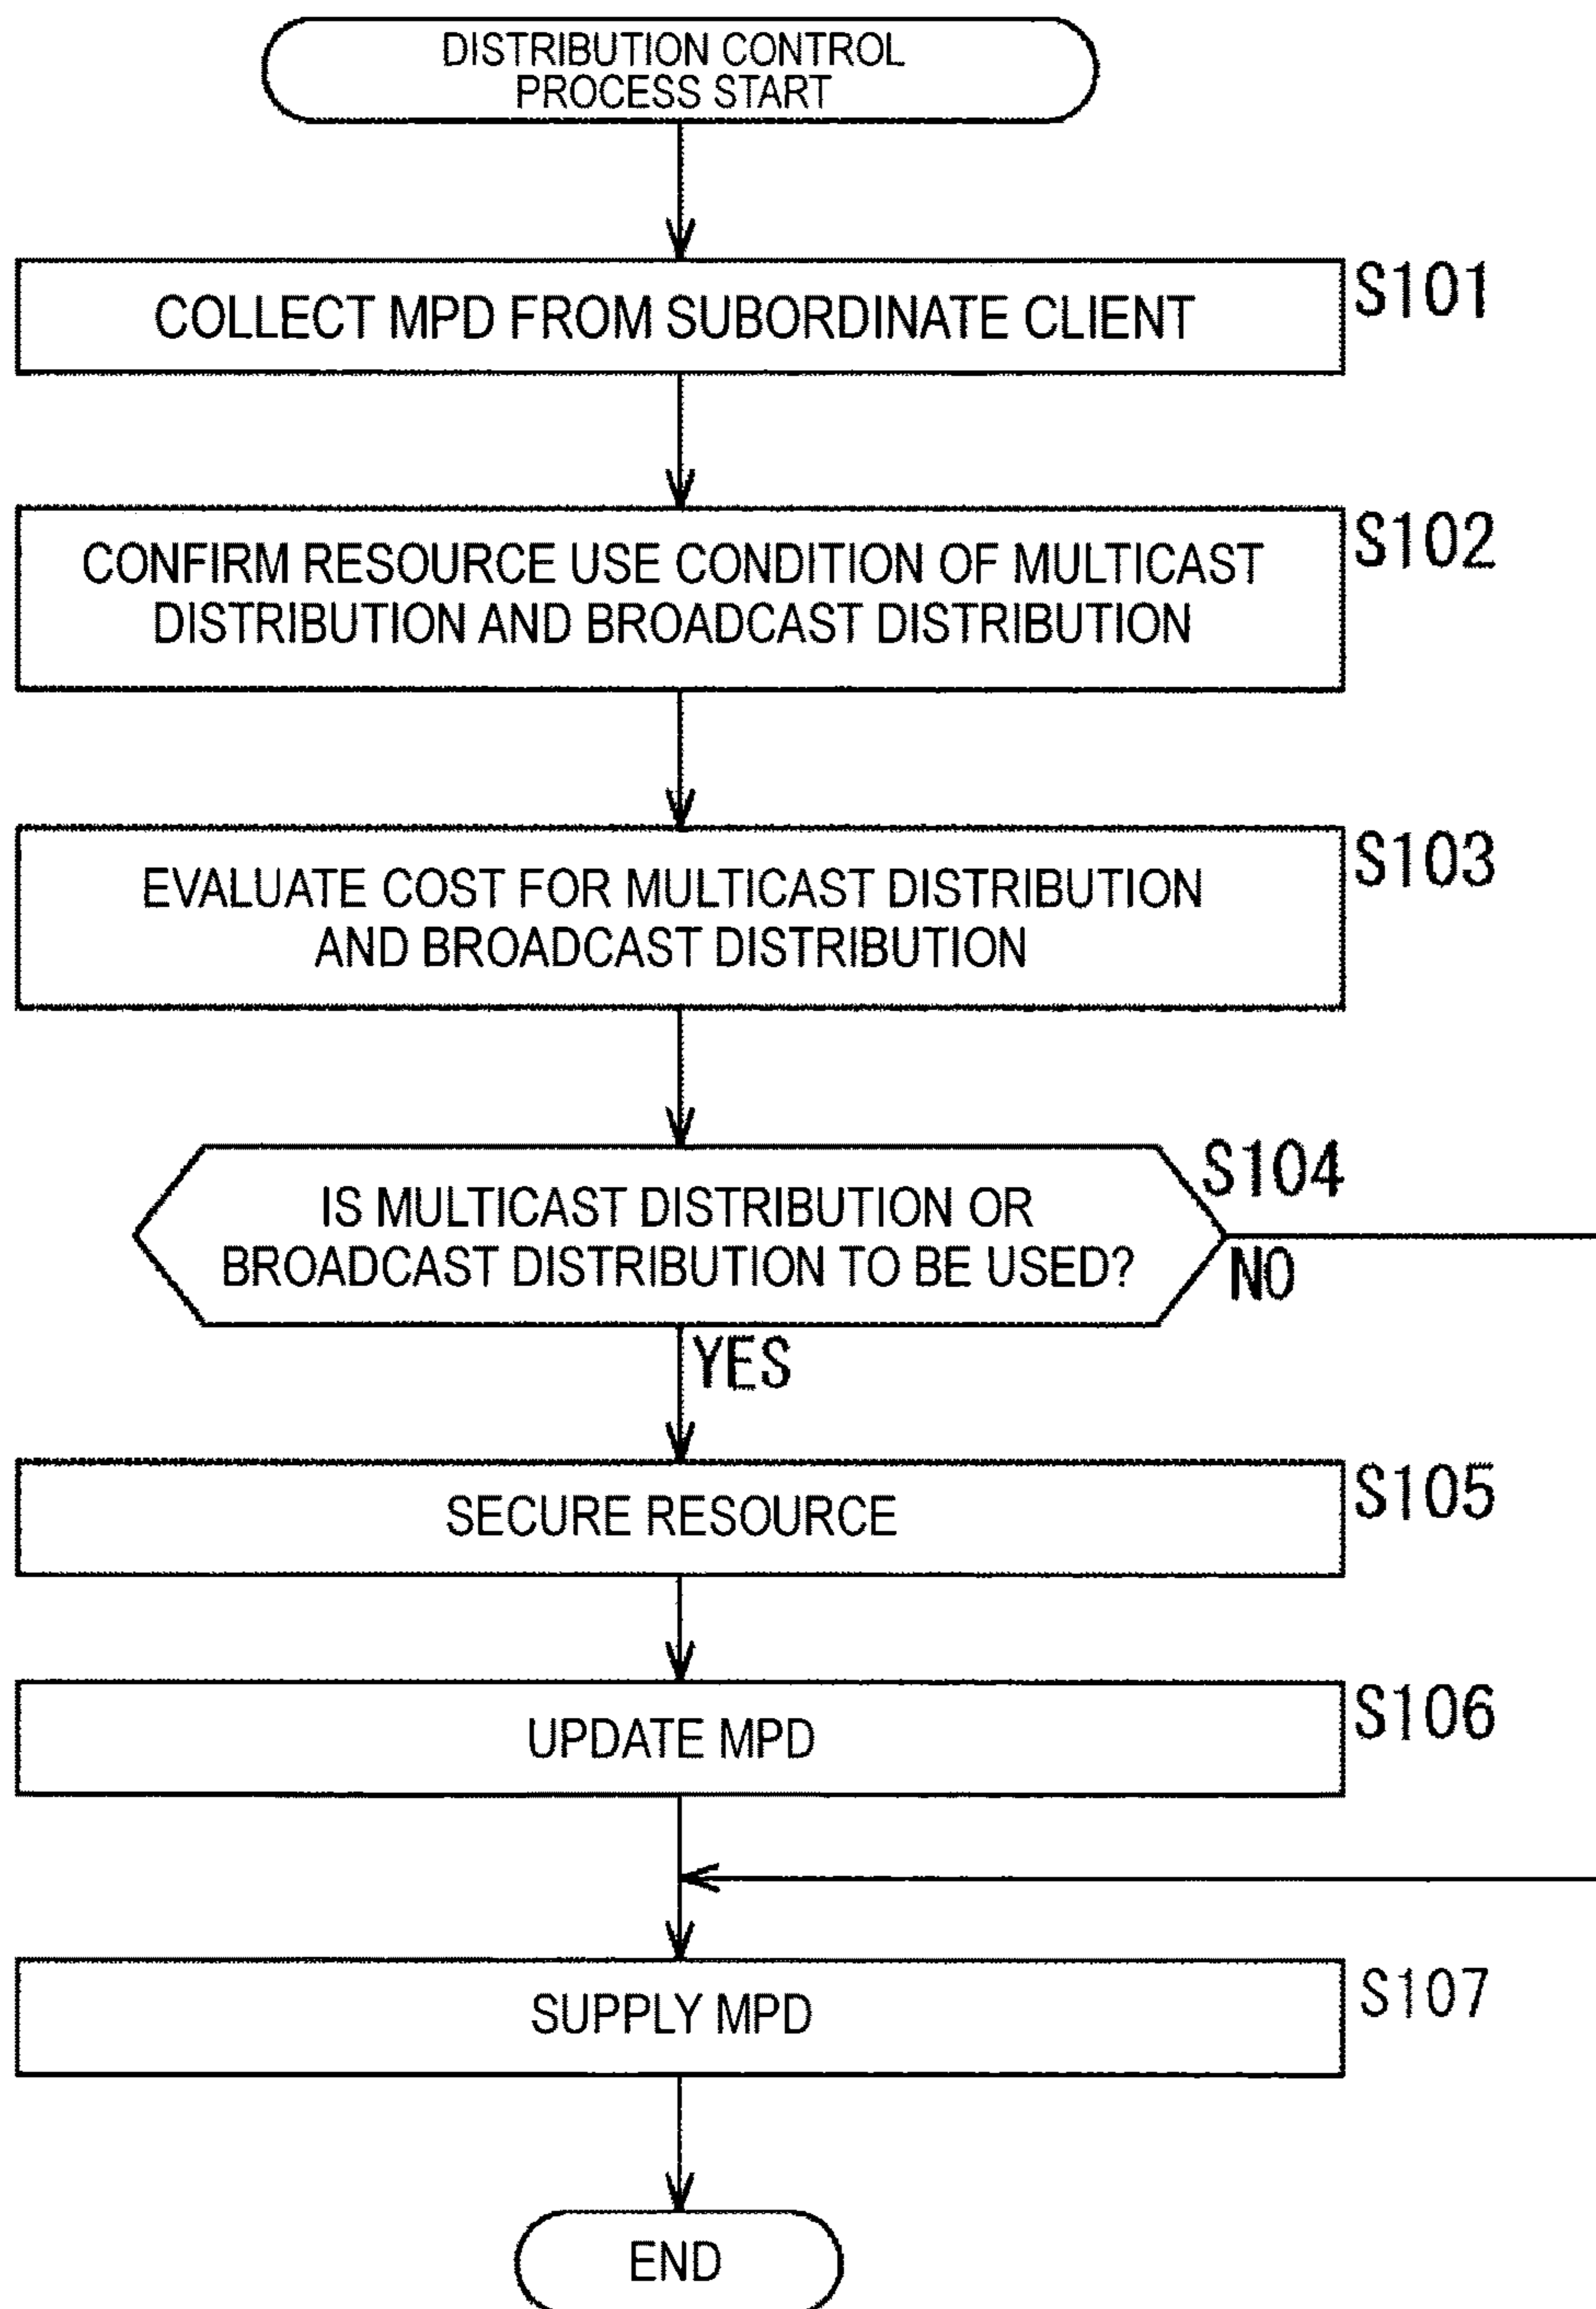 DISTRIBUTION CONTROL
PROCESS START
COLLECT MPD FROM SUBORDINATE CLIENT
S101
CONFIRM RESOURCE USE CONDITION OF MULTICAST
DISTRIBUTION AND BROADCAST DISTRIBUTION
S102
EVALUATE COST FOR MULTICAST DISTRIBUTION
AND BROADCAST DISTRIBUTION
S103
IS MULTICAST DISTRIBUTION OR
BROADCAST DISTRIBUTION TO BE USED?
S104
NO
YES
SECURE RESOURCE
S105
UPDATE MPD
S106
SUPPLY MPD
S107
END